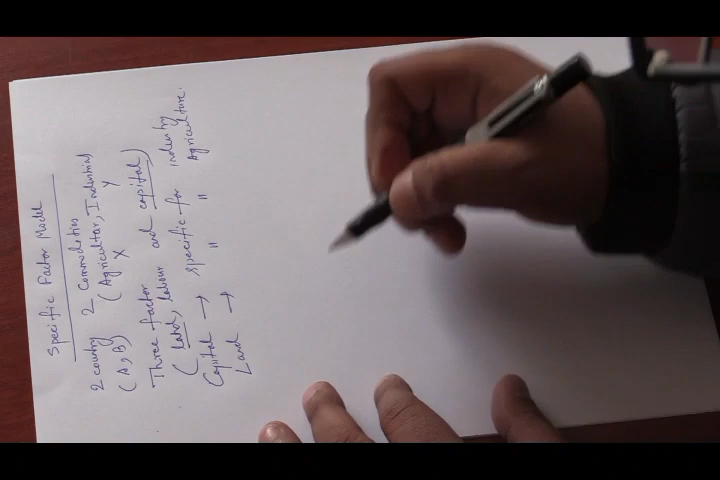 Specific Factor Model
2 country 2 Commodities
(A, B) (Agricultar, Industrial)
X Y
Three factor
(land, labour and capital)
Capital → specific for industry
Land → " " Agriculture.